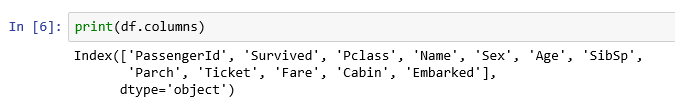 In [6]: print(df.columns)
Index(['PassengerId', 'Survived', 'Pclass', 'Name', 'Sex', 'Age', 'SibSp',
'Parch', 'Ticket', 'Fare', 'Cabin', 'Embarked'],
dtype='object')